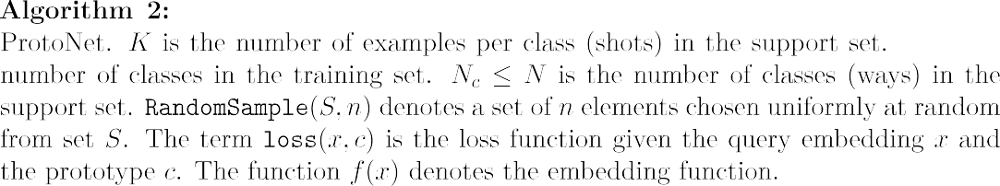 Algorithm 2:
ProtoNet. K is the number of examples per class (shots) in the support set.
number of classes in the training set. N_c ≤ N is the number of classes (ways) in the
support set. RandomSample(S, n) denotes a set of n elements chosen uniformly at random
from set S. The term loss(x, c) is the loss function given the query embedding x and
the prototype c. The function f(x) denotes the embedding function.